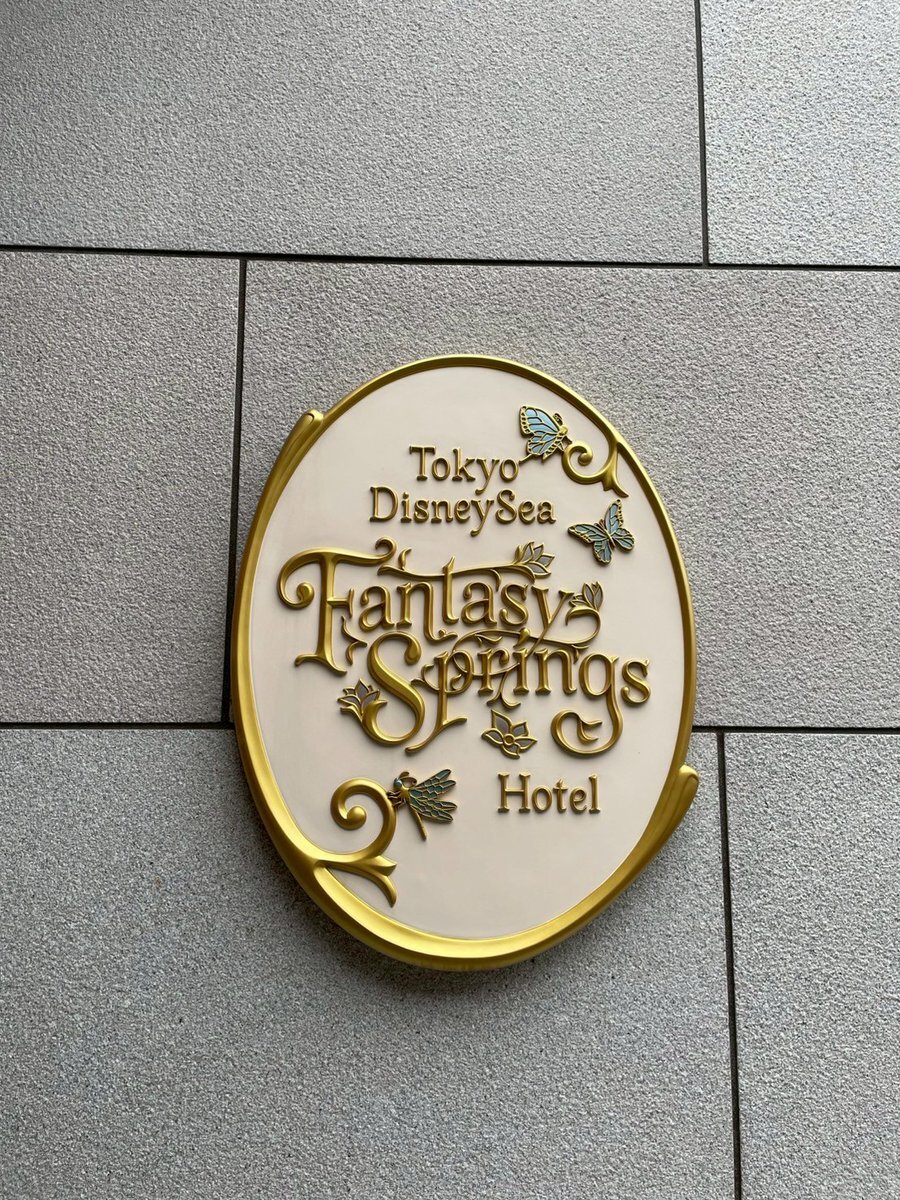 Tokyo
DisneySea
Fantasy
Springs
Hotel